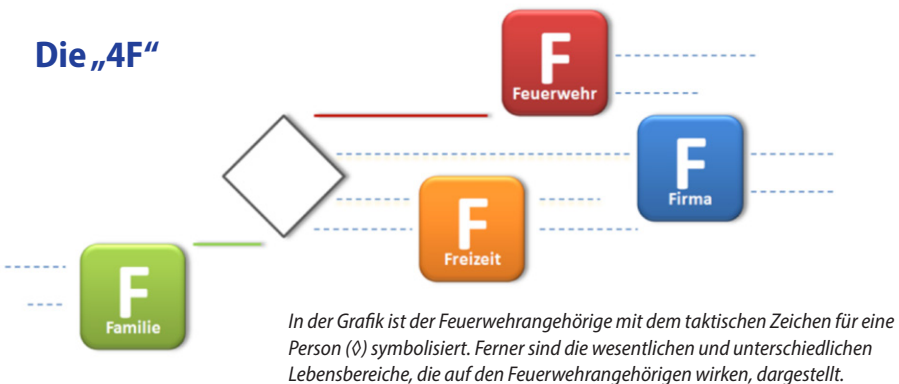 Die „4F“
F
Feuerwehr
F
Firma
F
Freizeit
F
Familie
In der Grafik ist der Feuerwehrangehörige mit dem taktischen Zeichen für eine
Person (◊) symbolisiert. Ferner sind die wesentlichen und unterschiedlichen
Lebensbereiche, die auf den Feuerwehrangehörigen wirken, dargestellt.